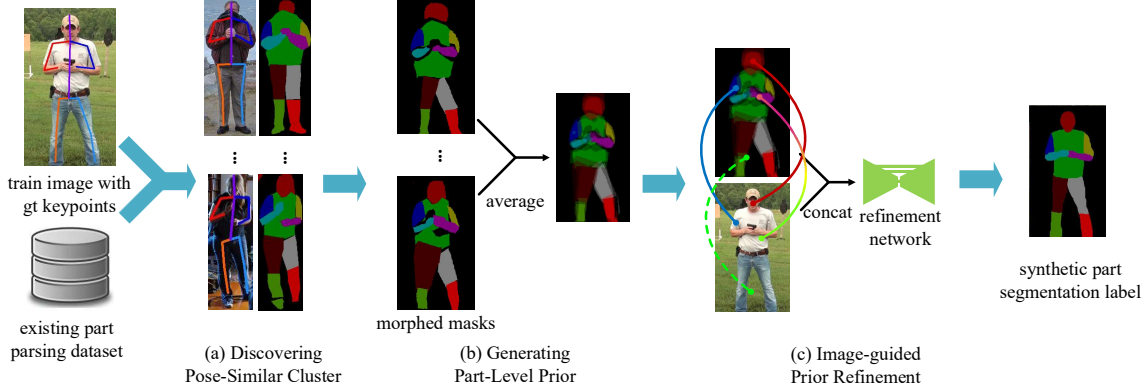 train image with
gt keypoints
existing part
parsing dataset
(a) Discovering
Pose-Similar Cluster
morphed masks
average
(b) Generating
Part-Level Prior
concat
refinement
network
(c) Image-guided
Prior Refinement
synthetic part
segmentation label